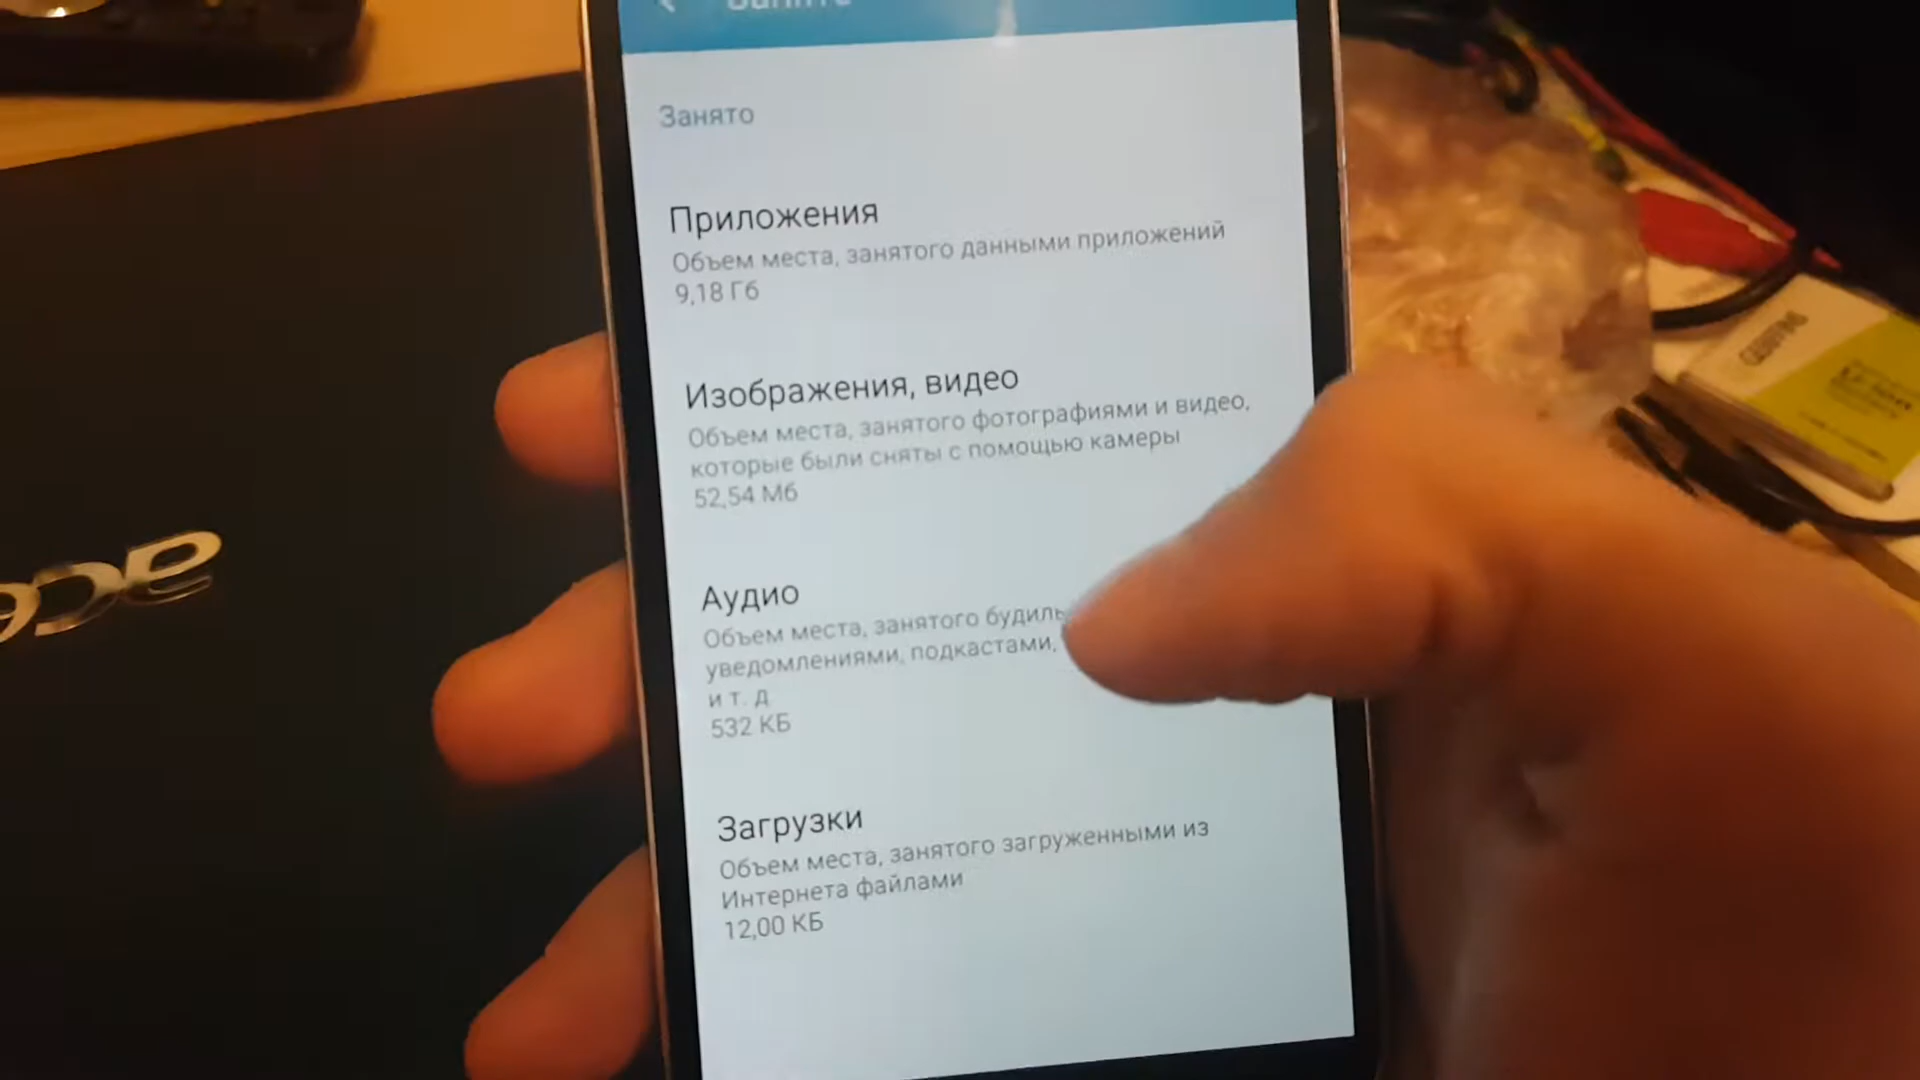 Занято
Приложения
Объем места, занятого данными приложений
9,18 Гб
Изображения, видео
Объем места, занятого фотографиями и видео,
которые были сняты с помощью камеры
52,54 Мб
Аудио
Объем места, занятого
уведомлениями, подкастами,
и т. д
532 КБ
Загрузки
Объем места, занятого загруженными из
Интернета файлами
12,00 КБ